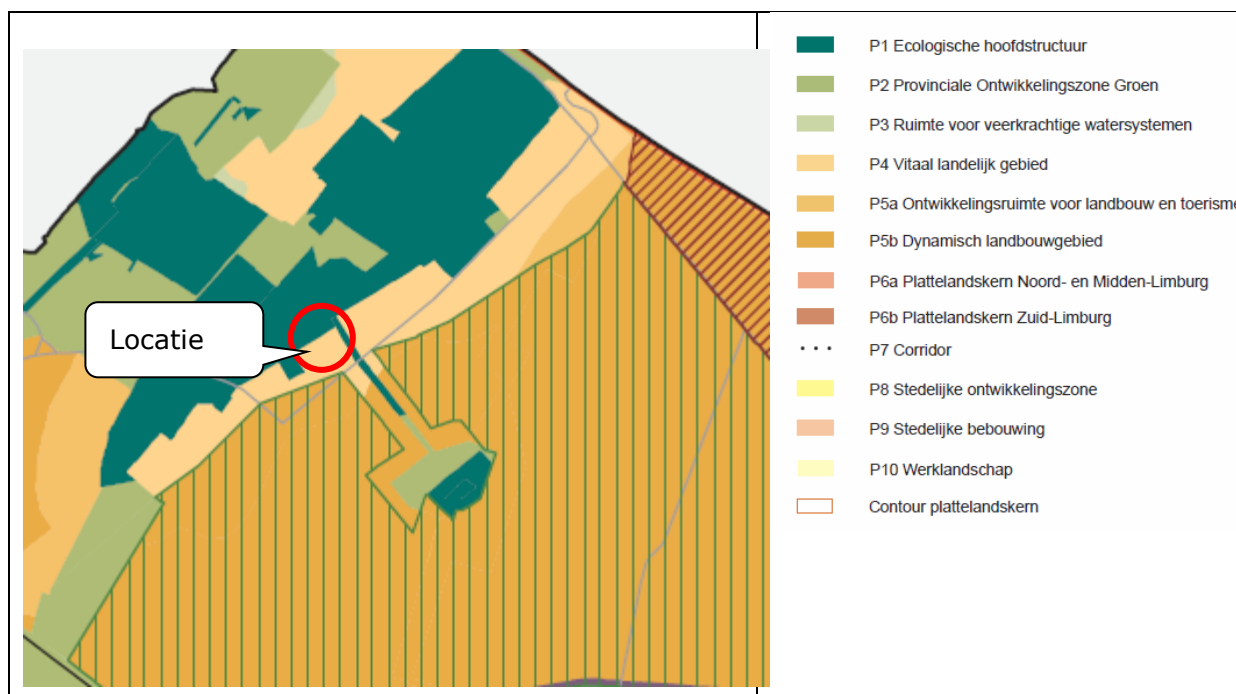 Locatie
P1 Ecologische hoofdstructuur
P2 Provinciale Ontwikkelingszone Groen
P3 Ruimte voor veerkrachtige watersystemen
P4 Vitaal landelijk gebied
P5a Ontwikkelingsruimte voor landbouw en toerisme
P5b Dynamisch landbouwgebied
P6a Plattelandskern Noord- en Midden-Limburg
P6b Plattelandskern Zuid-Limburg
P7 Corridor
P8 Stedelijke ontwikkelingszone
P9 Stedelijke bebouwing
P10 Werklandschap
Contour plattelandskern